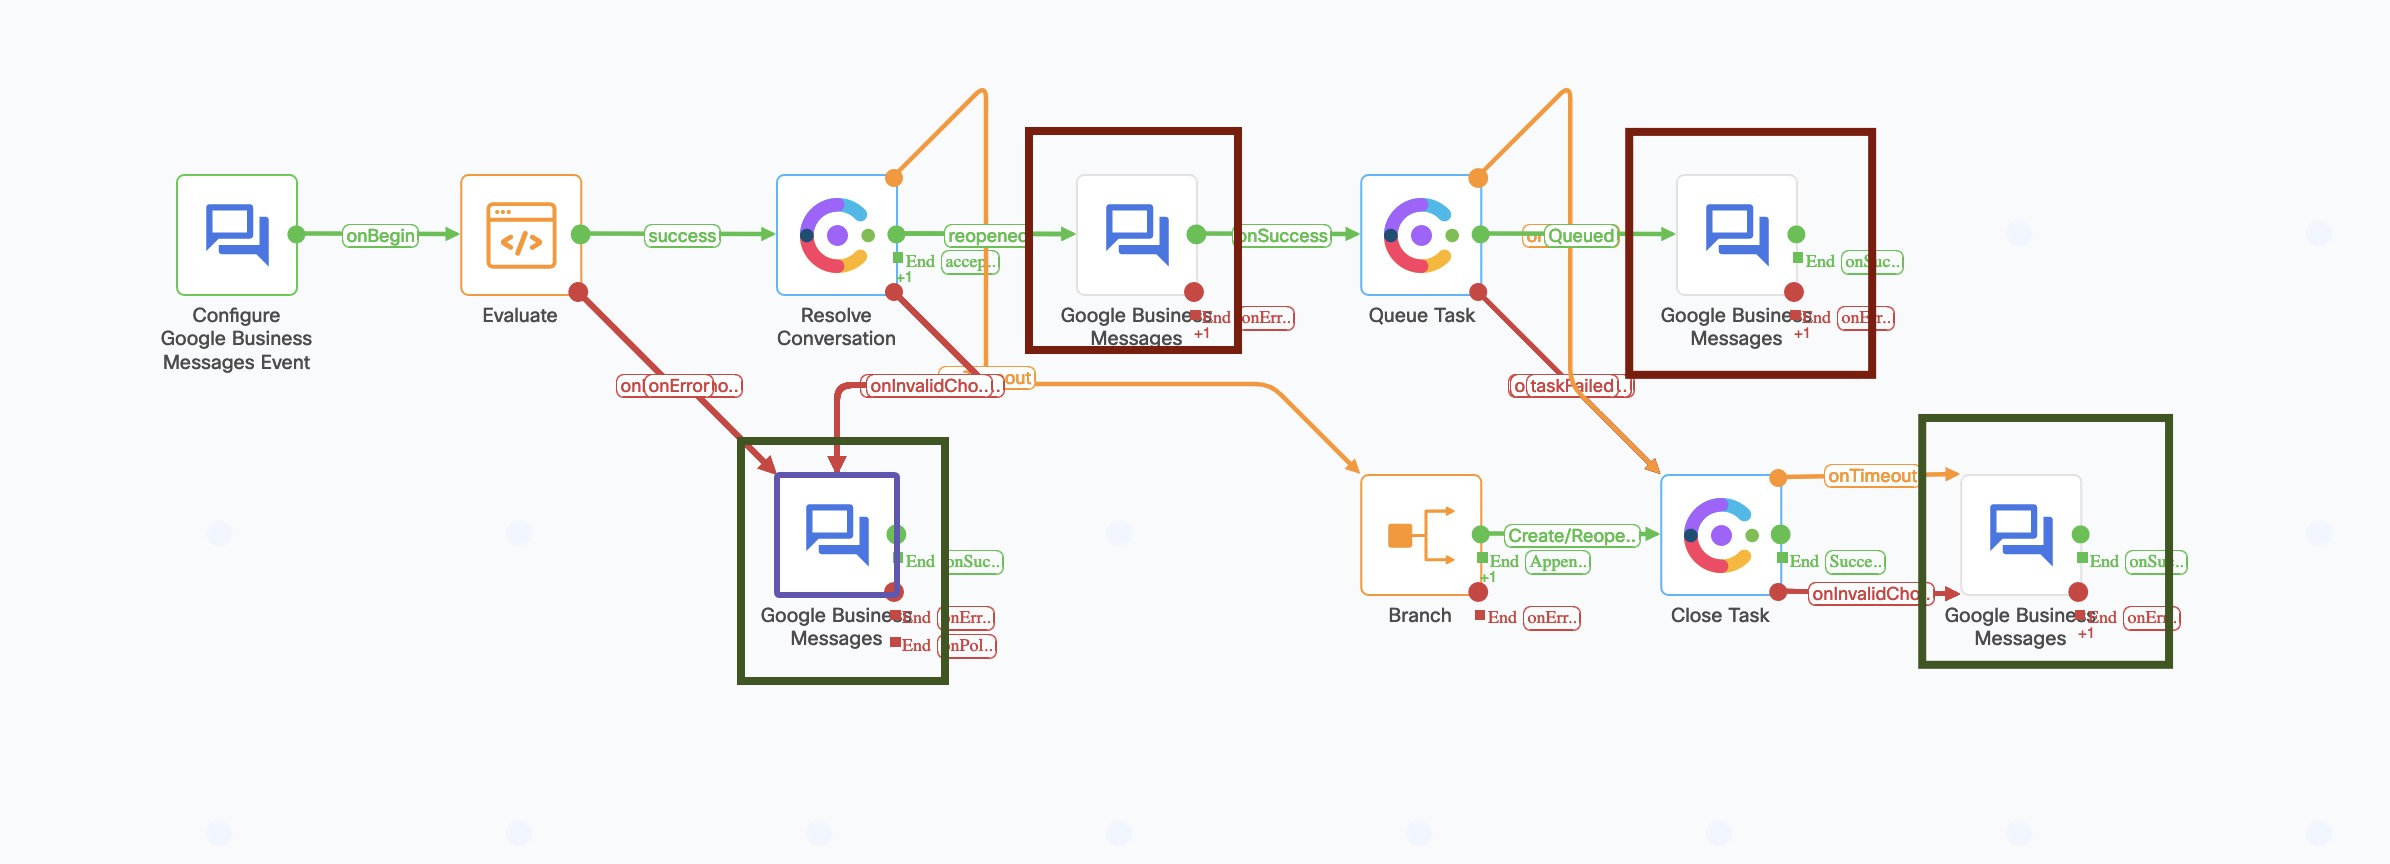 onBegin
success
reopened
onSuccess
Queued
End accep..
+1
End onSuc..
Configure
Google Business
Messages Event
Evaluate
Resolve
Conversation
Google Business
Messages
End onErr..
+1
Queue Task
Google Business
Messages
End onErr..
+1
onError
onInvalidCho..
out
taskFailed
onTimeout
Create/Reope..
End onSuc..
End Appen..
+1
End Succe..
End onSuc..
onInvalidCho..
Google Business
Messages
End onErr..
End onPol..
Branch
End onErr..
Close Task
Google Business
Messages
End onErr..
+1